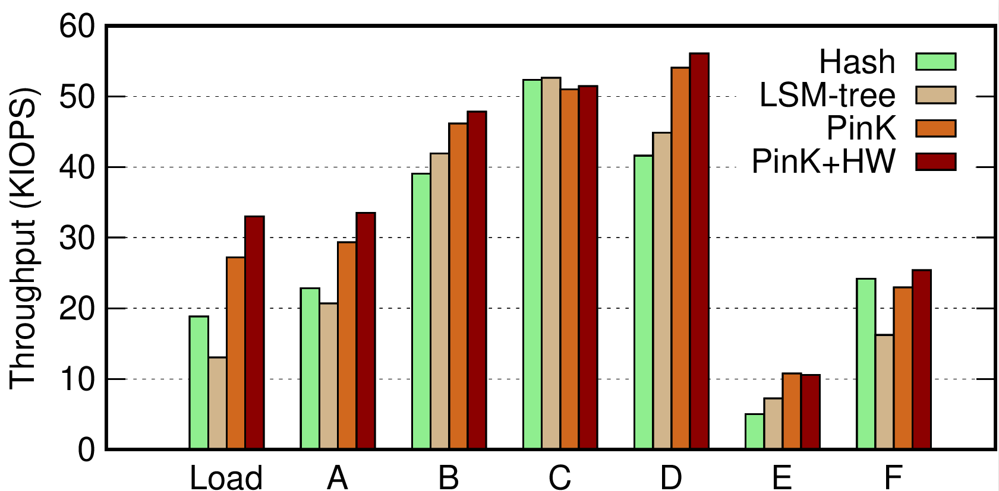 Throughput (KIOPS)
60
50
40
30
20
10
0
Hash
LSM-tree
PinK
PinK+HW
Load A B C D E F